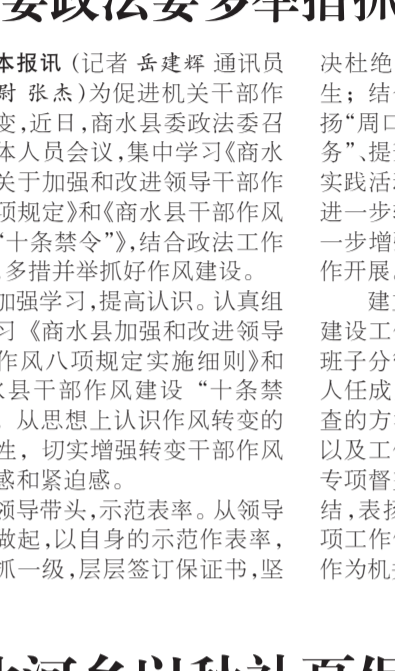 委政法委多举措抓
本报讯 (记者 岳建辉 通讯员
尉 张杰)为促进机关干部作
变,近日,商水县委政法委召
体人员会议,集中学习《商水
关于加强和改进领导干部作
项规定》和《商水县干部作风
“十条禁令”》,结合政法工作
,多措并举抓好作风建设。
加强学习,提高认识。认真组
习《商水县加强和改进领导
作风八项规定实施细则》和
水县干部作风建设“十条禁
。从思想上认识作风转变的
性，切实增强转变干部作风
感和紧迫感。
领导带头,示范表率。从领导
做起,以自身的示范作表率,
抓一级,层层签订保证书,坚
决杜绝
生；结
扬“周口
务”、提
实践活
进一步
一步增
作开展
建
建设工
班子分
人任成
查的方
以及工
专项督
结,表扬
项工作
作为机